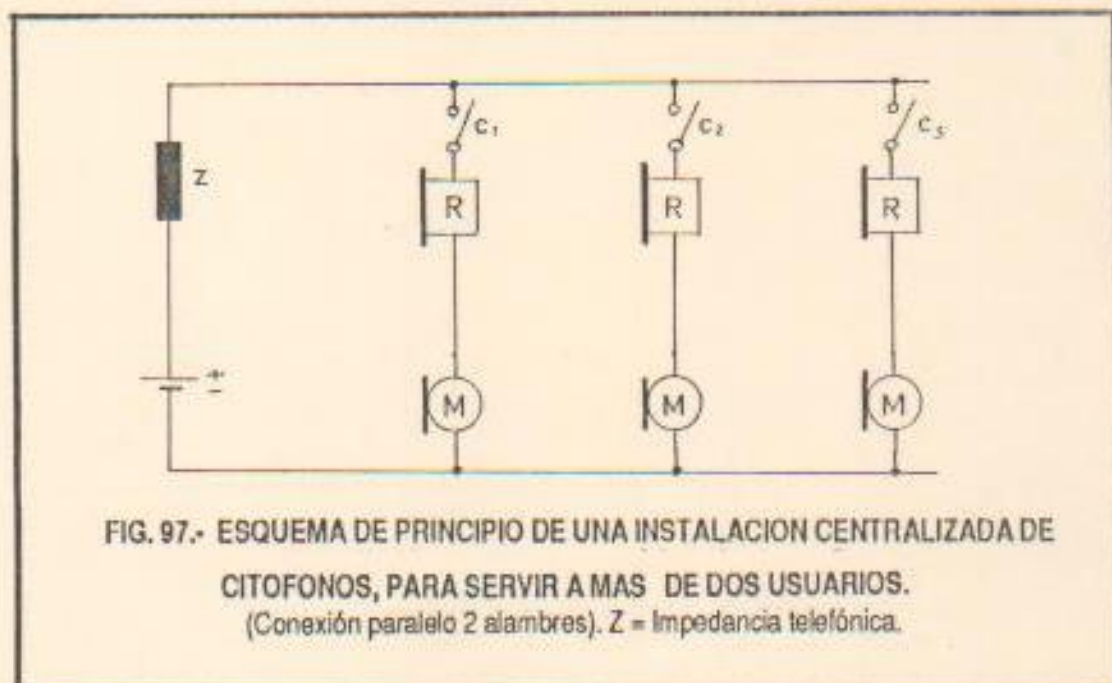 C1
C2
C3
Z
R
R
R
+
-
M
M
M
FIG. 97.- ESQUEMA DE PRINCIPIO DE UNA INSTALACION CENTRALIZADA DE
CITOFONOS, PARA SERVIR A MAS DE DOS USUARIOS.
(Conexión paralelo 2 alambres). Z = Impedancia telefónica.